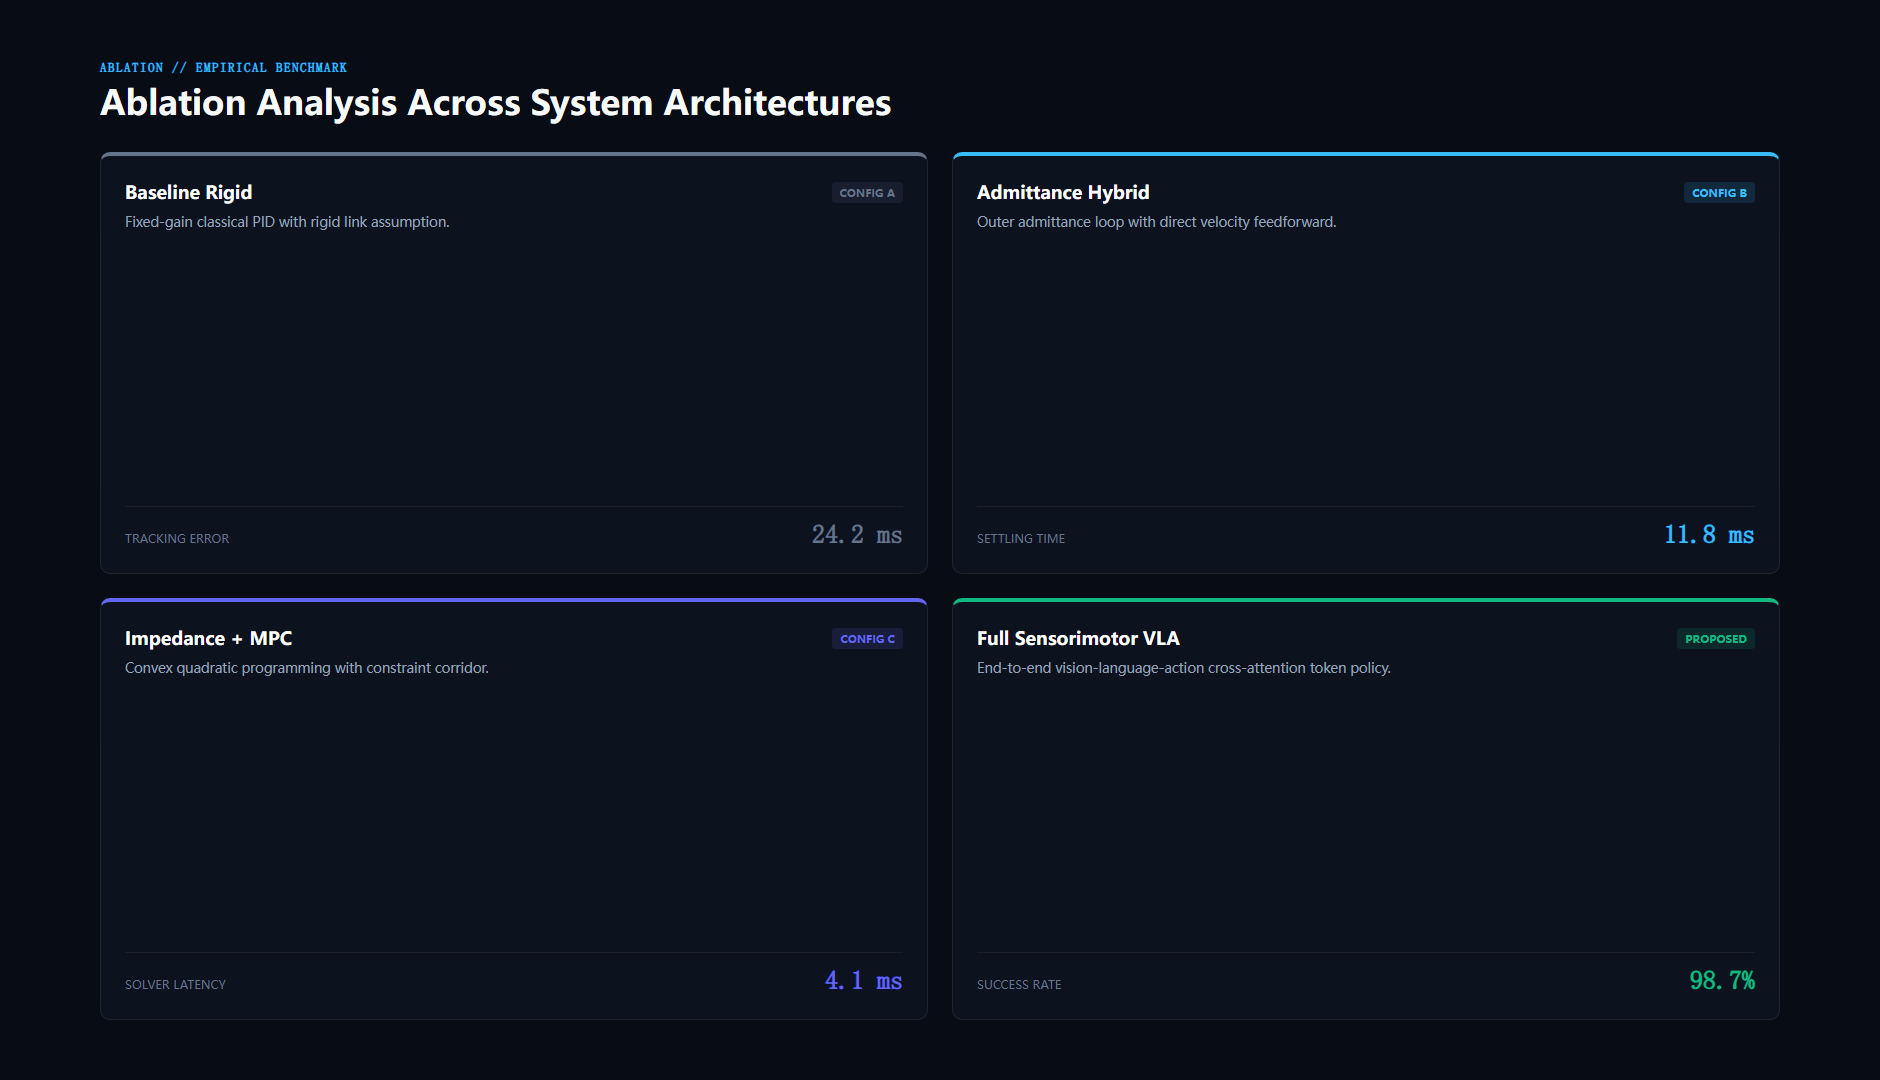 ABLATION // EMPIRICAL BENCHMARK
Ablation Analysis Across System Architectures
Baseline Rigid
CONFIG A
Fixed-gain classical PID with rigid link assumption.
TRACKING ERROR
24.2 ms
Admittance Hybrid
CONFIG B
Outer admittance loop with direct velocity feedforward.
SETTLING TIME
11.8 ms
Impedance + MPC
CONFIG C
Convex quadratic programming with constraint corridor.
SOLVER LATENCY
4.1 ms
Full Sensorimotor VLA
PROPOSED
End-to-end vision-language-action cross-attention token policy.
SUCCESS RATE
98.7%